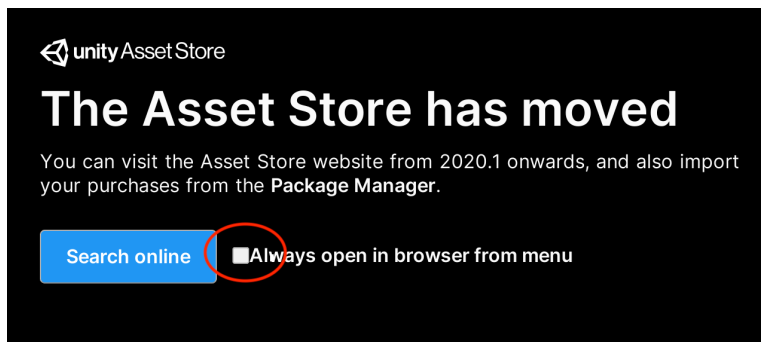 unity Asset Store
The Asset Store has moved
You can visit the Asset Store website from 2020.1 onwards, and also import
your purchases from the Package Manager.
Search online
Always open in browser from menu